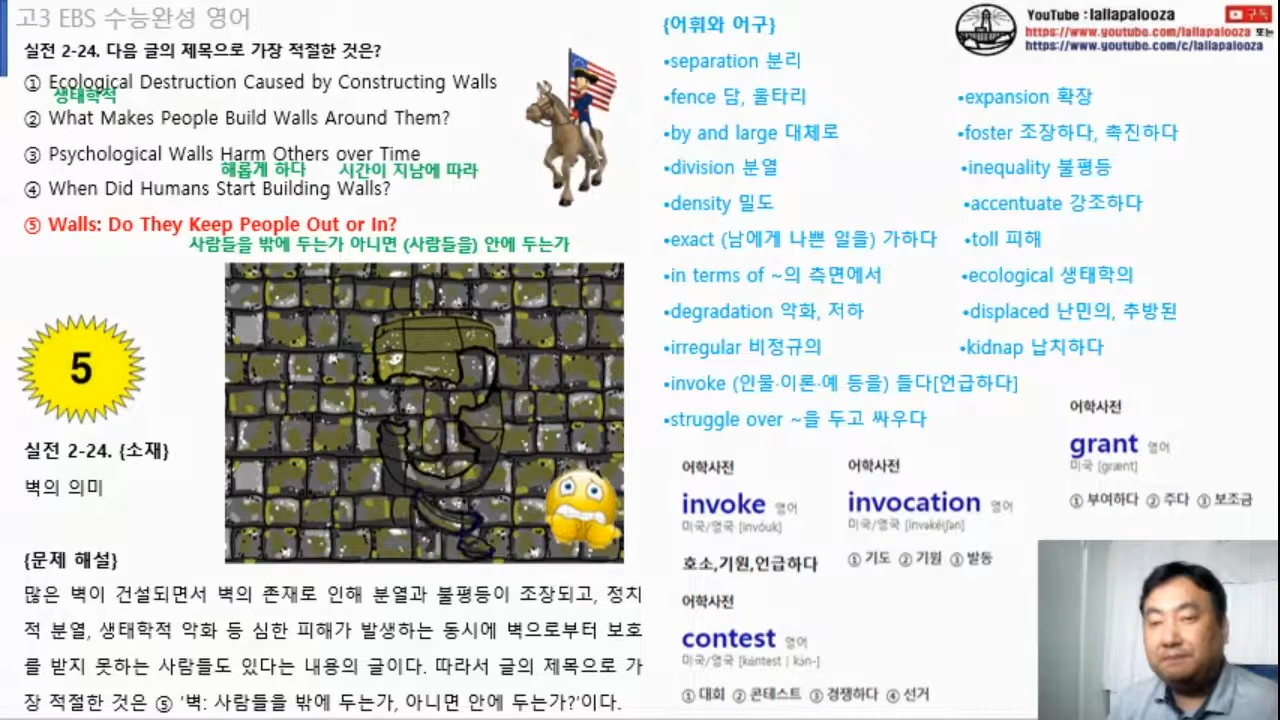 고3 EBS 수능완성 영어
실전 2-24. 다음 글의 제목으로 가장 적절한 것은?
① Ecological Destruction Caused by Constructing Walls
생태학적
② What Makes People Build Walls Around Them?
③ Psychological Walls Harm Others over Time
해롭게 하다 시간이 지남에 따라
④ When Did Humans Start Building Walls?
⑤ Walls: Do They Keep People Out or In?
사람들을 밖에 두는가 아니면 (사람들을) 안에 두는가
5
실전 2-24. {소재}
벽의 의미
{문제 해설}
많은 벽이 건설되면서 벽의 존재로 인해 분열과 불평등이 조장되고, 정치
적 분열, 생태학적 악화 등 심한 피해가 발생하는 동시에 벽으로부터 보호
를 받지 못하는 사람들도 있다는 내용의 글이다. 따라서 글의 제목으로 가
장 적절한 것은 ⑤ '벽: 사람들을 밖에 두는가, 아니면 안에 두는가?'이다.
{어휘와 어구}
•separation 분리
•fence 담, 울타리
•by and large 대체로
•division 분열
•density 밀도
•exact (남에게 나쁜 일을) 가하다
•in terms of ~의 측면에서
•degradation 악화, 저하
•irregular 비정규의
•invoke (인물·이론·예 등을) 들다[언급하다]
•struggle over ~을 두고 싸우다
•expansion 확장
•foster 조장하다, 촉진하다
•inequality 불평등
•accentuate 강조하다
•toll 피해
•ecological 생태학의
•displaced 난민의, 추방된
•kidnap 납치하다
YouTube : lallapalooza
구독
https://www.youtube.com/lallapalooza 또는
https://www.youtube.com/c/lallapalooza
어학사전
invoke 영어
미국/영국 [invóuk]
호소,기원,언급하다
어학사전
invocation 영어
미국/영국 [ìnvəkéiʃən]
① 기도 ② 기원 ③ 발동
어학사전
grant 영어
미국 [grænt]
① 부여하다 ② 주다 ③ 보조금
어학사전
contest 영어
미국/영국 [kántest | kɔ́n-]
① 대회 ② 콘테스트 ③ 경쟁하다 ④ 선거